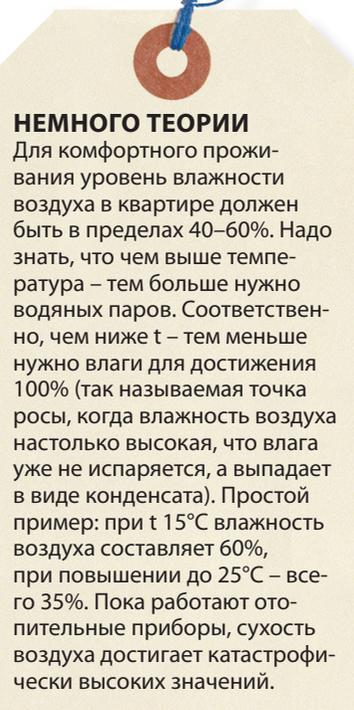 НЕМНОГО ТЕОРИИ
Для комфортного прожи-
вания уровень влажности
воздуха в квартире должен
быть в пределах 40–60%. Надо
знать, что чем выше темпе-
ратура – тем больше нужно
водяных паров. Соответствен-
но, чем ниже t – тем меньше
нужно влаги для достижения
100% (так называемая точка
росы, когда влажность воздуха
настолько высокая, что влага
уже не испаряется, а выпадает
в виде конденсата). Простой
пример: при t 15°С влажность
воздуха составляет 60%,
при повышении до 25°С – все-
го 35%. Пока работают ото-
пительные приборы, сухость
воздуха достигает катастрофи-
чески высоких значений.